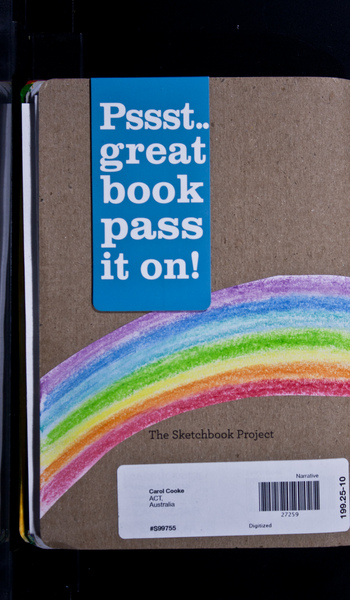 Pssst..
great
book
pass
it on!
The Sketchbook Project
Narrative
Carol Cooke
ACT,
Australia
27259
#S99755
Digitized
199.25-10